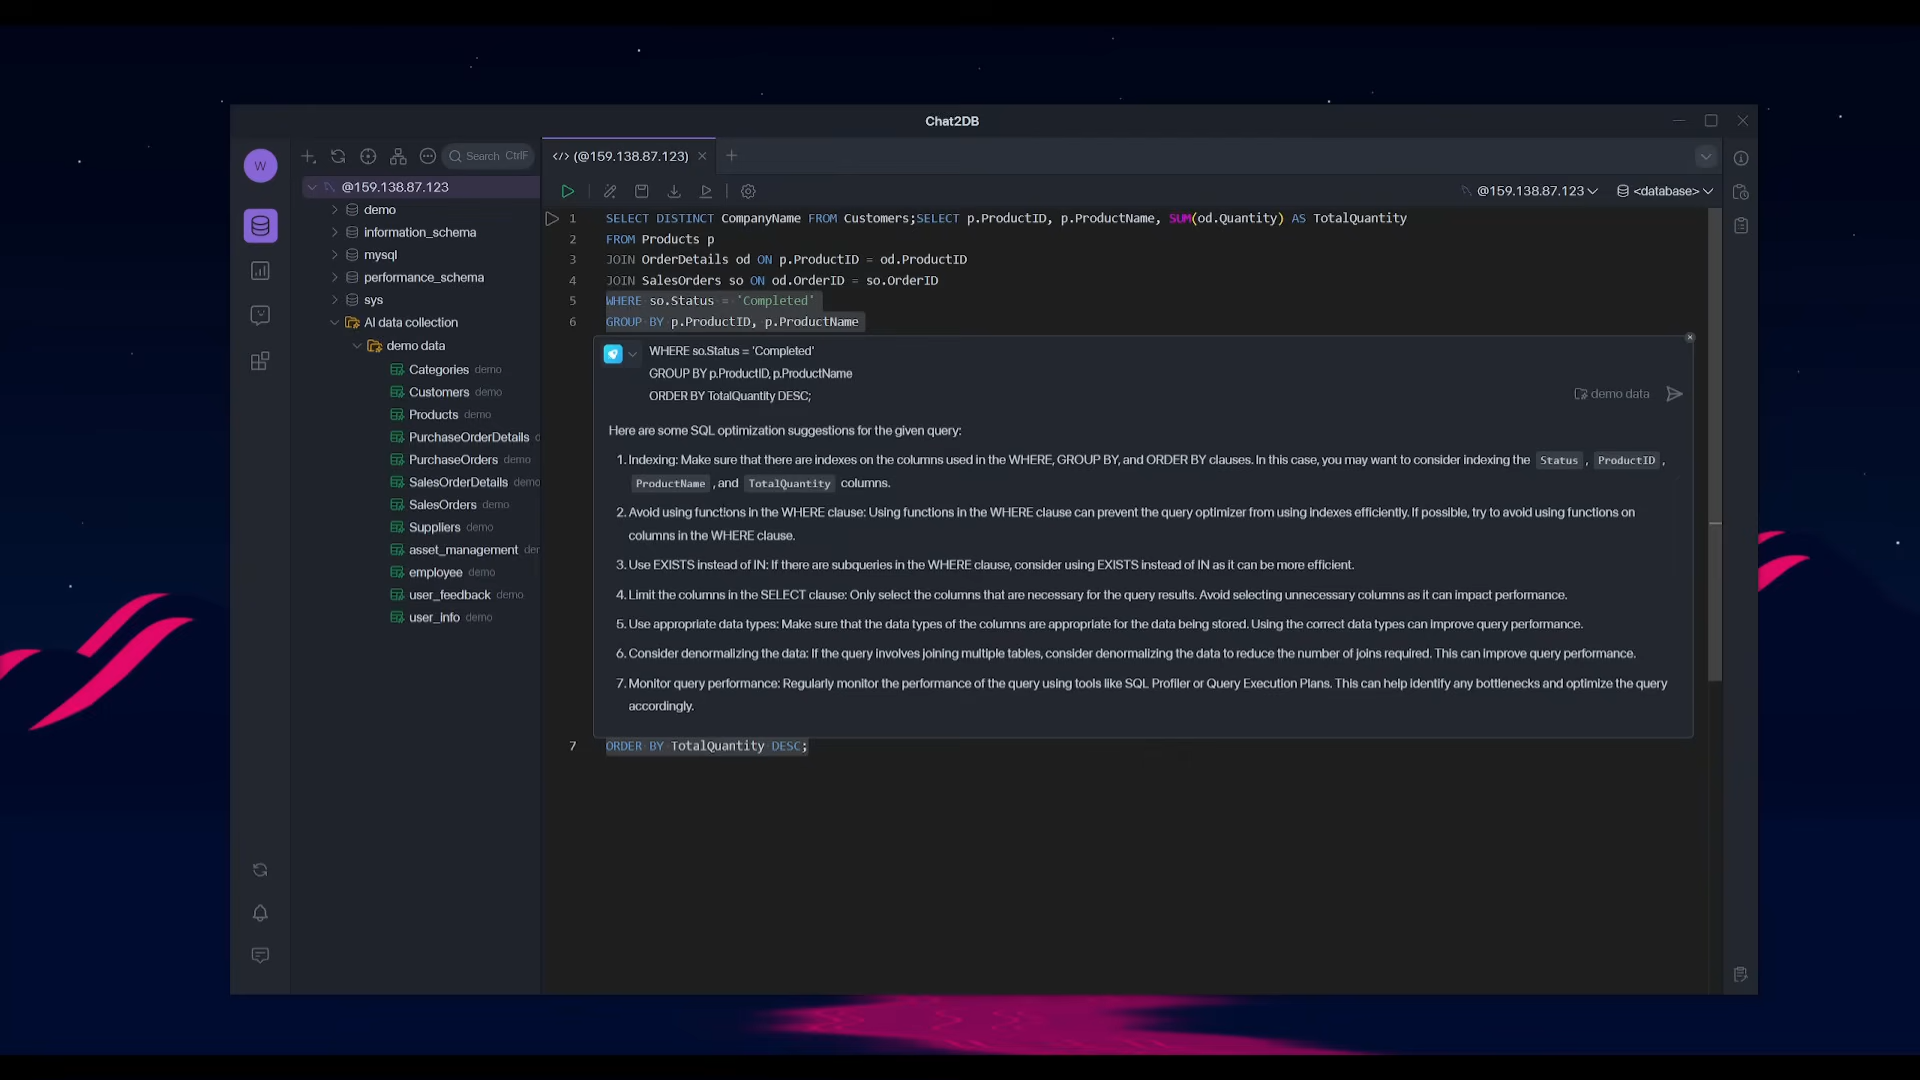 Chat2DB
W
Search CtrlF
</> (@159.138.87.123)
@159.138.87.123
<database>
@159.138.87.123
demo
information_schema
mysql
performance_schema
sys
AI data collection
demo data
Categories demo
Customers demo
Products demo
PurchaseOrderDetails d
PurchaseOrders demo
SalesOrderDetails demo
SalesOrders demo
Suppliers demo
asset_management der
employee demo
user_feedback demo
user_info demo
1 SELECT DISTINCT CompanyName FROM Customers;SELECT p.ProductID, p.ProductName, SUM(od.Quantity) AS TotalQuantity
2 FROM Products p
3 JOIN OrderDetails od ON p.ProductID = od.ProductID
4 JOIN SalesOrders so ON od.OrderID = so.OrderID
5 WHERE so.Status = 'Completed'
6 GROUP BY p.ProductID, p.ProductName
WHERE so.Status = 'Completed'
GROUP BY p.ProductID, p.ProductName
ORDER BY TotalQuantity DESC;
demo data
Here are some SQL optimization suggestions for the given query:
1. Indexing: Make sure that there are indexes on the columns used in the WHERE, GROUP BY, and ORDER BY clauses. In this case, you may want to consider indexing the Status , ProductID ,
ProductName , and TotalQuantity columns.
2. Avoid using functions in the WHERE clause: Using functions in the WHERE clause can prevent the query optimizer from using indexes efficiently. If possible, try to avoid using functions on
columns in the WHERE clause.
3. Use EXISTS instead of IN: If there are subqueries in the WHERE clause, consider using EXISTS instead of IN as it can be more efficient.
4. Limit the columns in the SELECT clause: Only select the columns that are necessary for the query results. Avoid selecting unnecessary columns as it can impact performance.
5. Use appropriate data types: Make sure that the data types of the columns are appropriate for the data being stored. Using the correct data types can improve query performance.
6. Consider denormalizing the data: If the query involves joining multiple tables, consider denormalizing the data to reduce the number of joins required. This can improve query performance.
7. Monitor query performance: Regularly monitor the performance of the query using tools like SQL Profiler or Query Execution Plans. This can help identify any bottlenecks and optimize the query
accordingly.
7 ORDER BY TotalQuantity DESC;